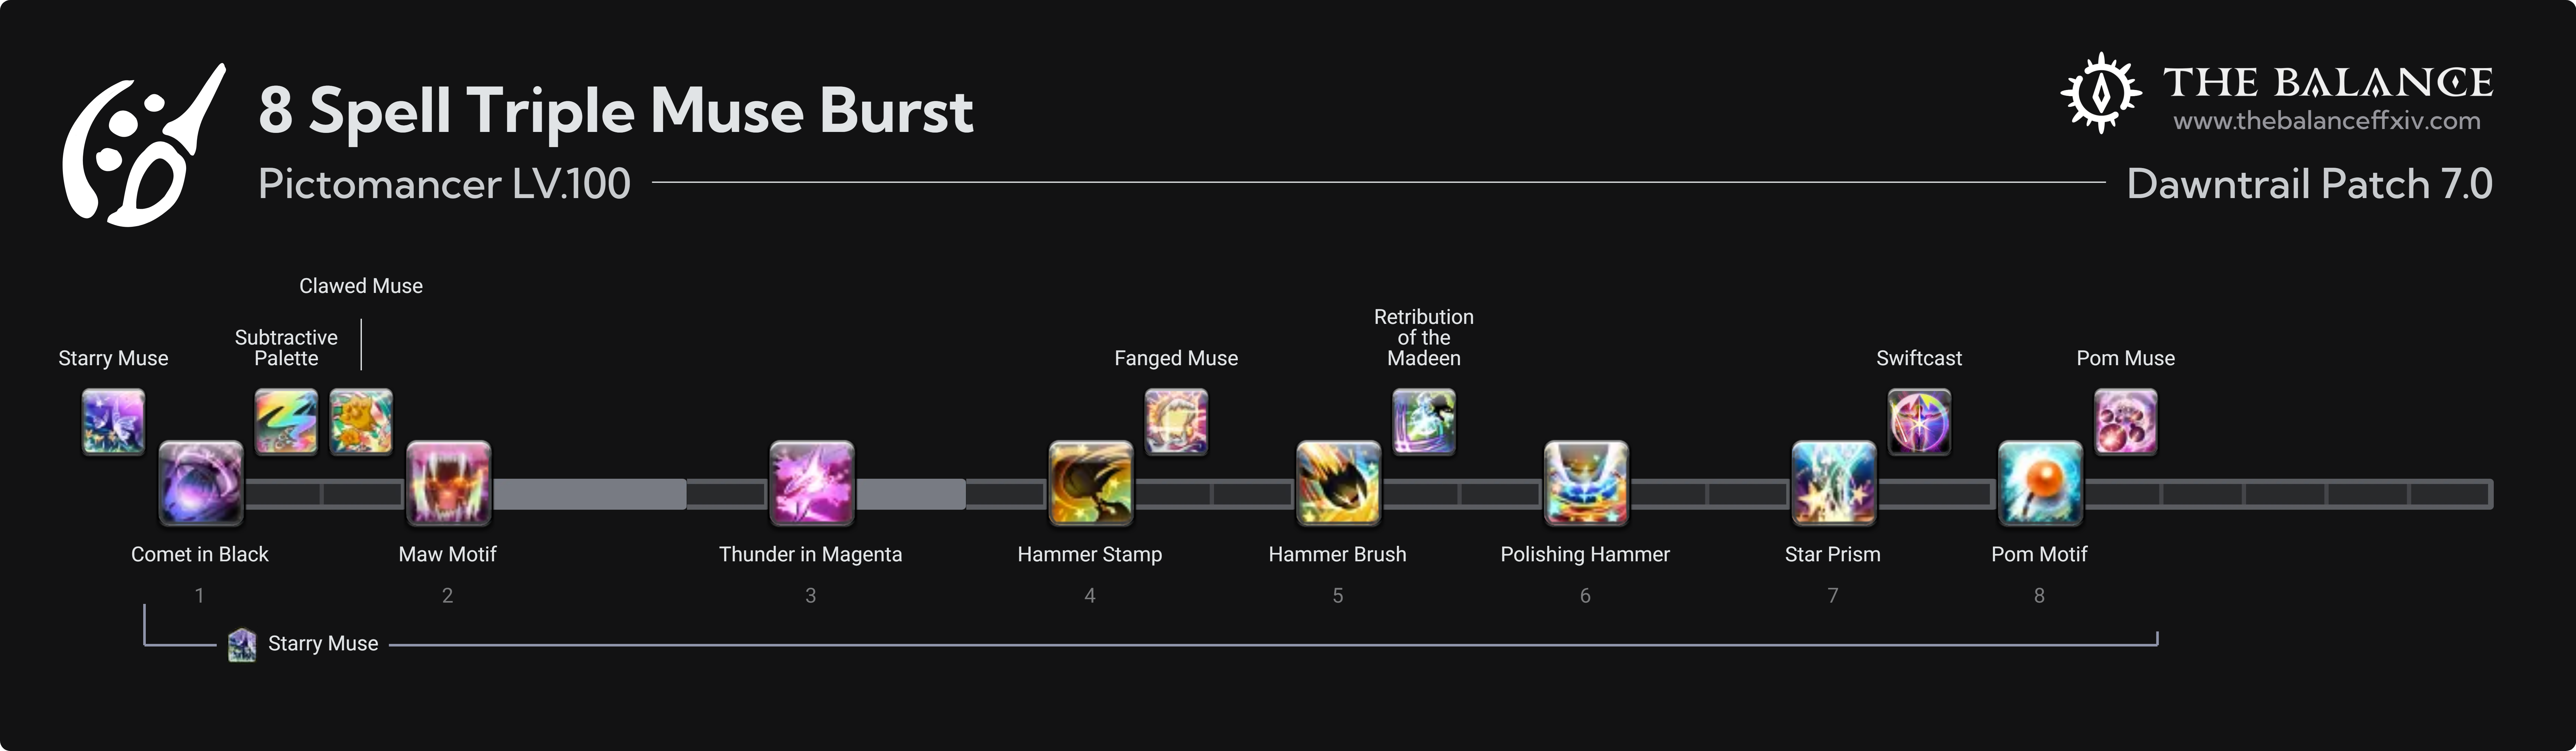 8 Spell Triple Muse Burst
THE BALANCE
www.thebalanceffxiv.com
Pictomancer LV.100
Dawntrail Patch 7.0
Starry Muse
Subtractive
Palette
Clawed Muse
Fanged Muse
Retribution
of the
Madeen
Swiftcast
Pom Muse
Comet in Black
Maw Motif
Thunder in Magenta
Hammer Stamp
Hammer Brush
Polishing Hammer
Star Prism
Pom Motif
1
2
3
4
5
6
7
8
Starry Muse